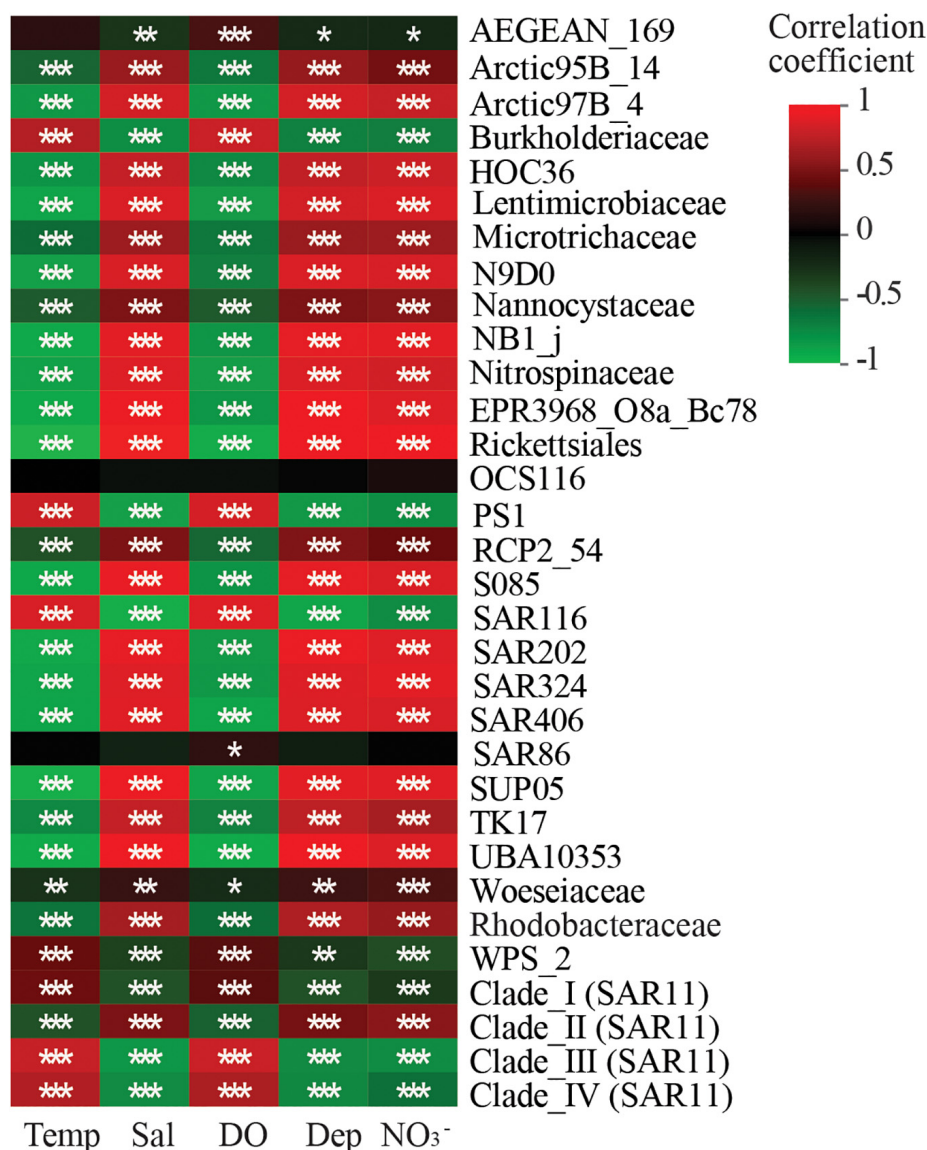 ** *** * * AEGEAN_169
*** *** *** *** *** Arctic95B_14
*** *** *** *** *** Arctic97B_4
*** *** *** *** *** Burkholderiaceae
*** *** *** *** *** HOC36
*** *** *** *** *** Lentimicrobiaceae
*** *** *** *** *** Microtrichaceae
*** *** *** *** *** N9D0
*** *** *** *** *** Nannocystaceae
*** *** *** *** *** NB1_j
*** *** *** *** *** Nitrospinaceae
*** *** *** *** *** EPR3968_O8a_Bc78
*** *** *** *** *** Rickettsiales
OCS116
*** *** *** *** *** PS1
*** *** *** *** *** RCP2_54
*** *** *** *** *** S085
*** *** *** *** *** SAR116
*** *** *** *** *** SAR202
*** *** *** *** *** SAR324
*** *** *** *** *** SAR406
* SAR86
*** *** *** *** *** SUP05
*** *** *** *** *** TK17
*** *** *** *** *** UBA10353
** ** * ** *** Woeseiaceae
*** *** *** *** *** Rhodobacteraceae
*** *** *** ** *** WPS_2
*** *** *** *** *** Clade_I (SAR11)
*** *** *** *** *** Clade_II (SAR11)
*** *** *** *** *** Clade_III (SAR11)
*** *** *** *** *** Clade_IV (SAR11)
Temp Sal DO Dep NO₃⁻
Correlation
coefficient
1
0.5
0
-0.5
-1